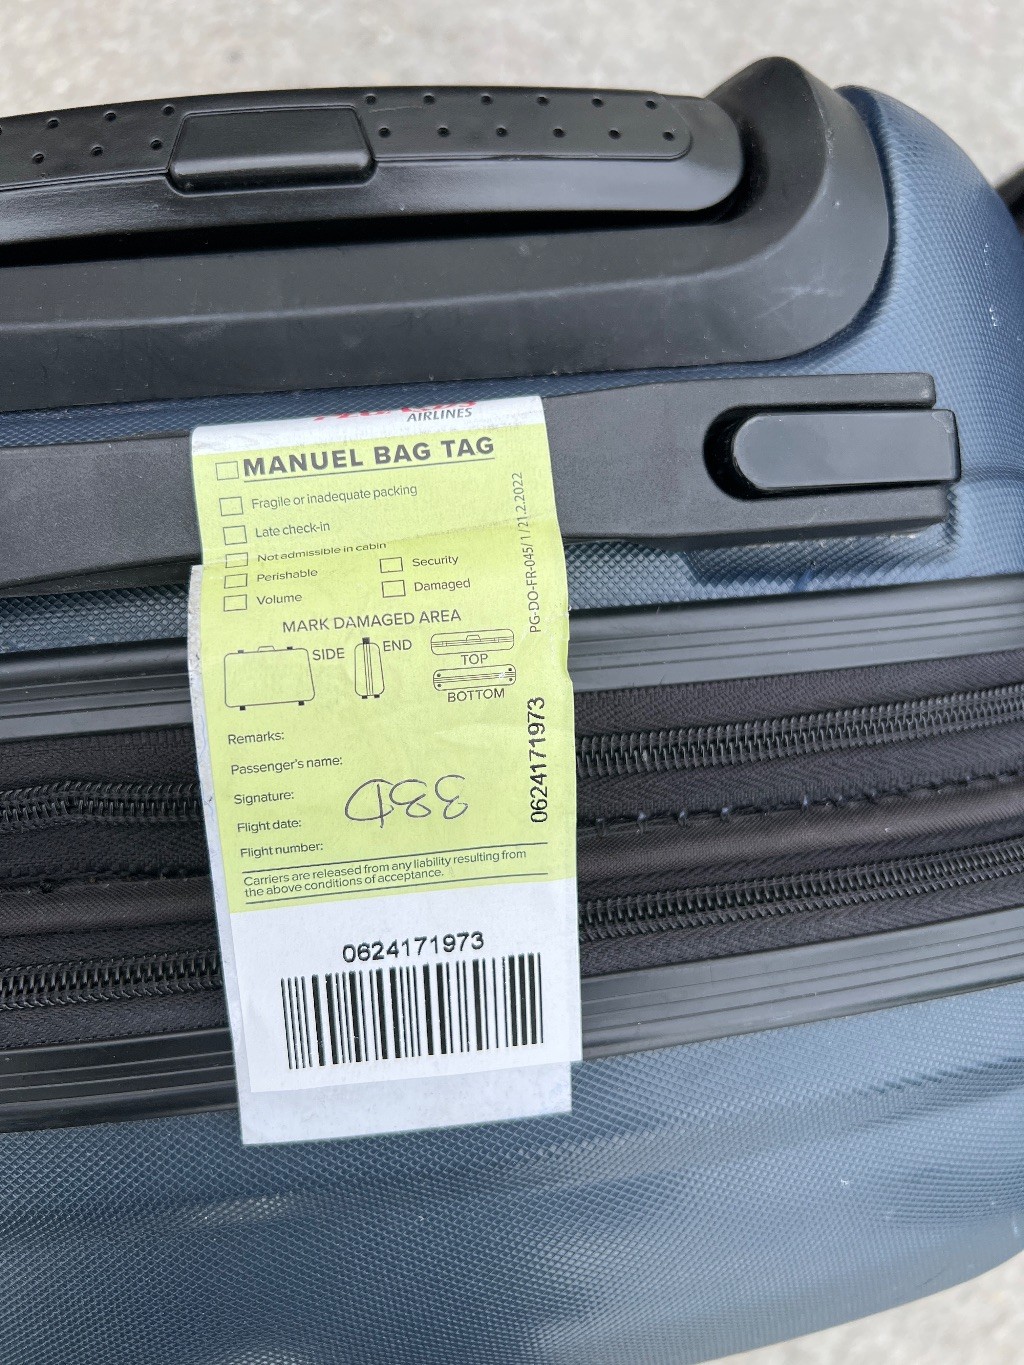 AIRLINES
MANUEL BAG TAG
Fragile or inadequate packing
Late check-in
Not admissible in cabin
Perishable
Security
Volume
Damaged
MARK DAMAGED AREA
SIDE
END
TOP
BOTTOM
Remarks:
Passenger's name:
Signature:
Flight date:
33D
Flight number:
Carriers are released from any liability resulting from
the above conditions of acceptance.
PG-DO-FR-045/ 1 / 21.2.2022
0624171973
0624171973